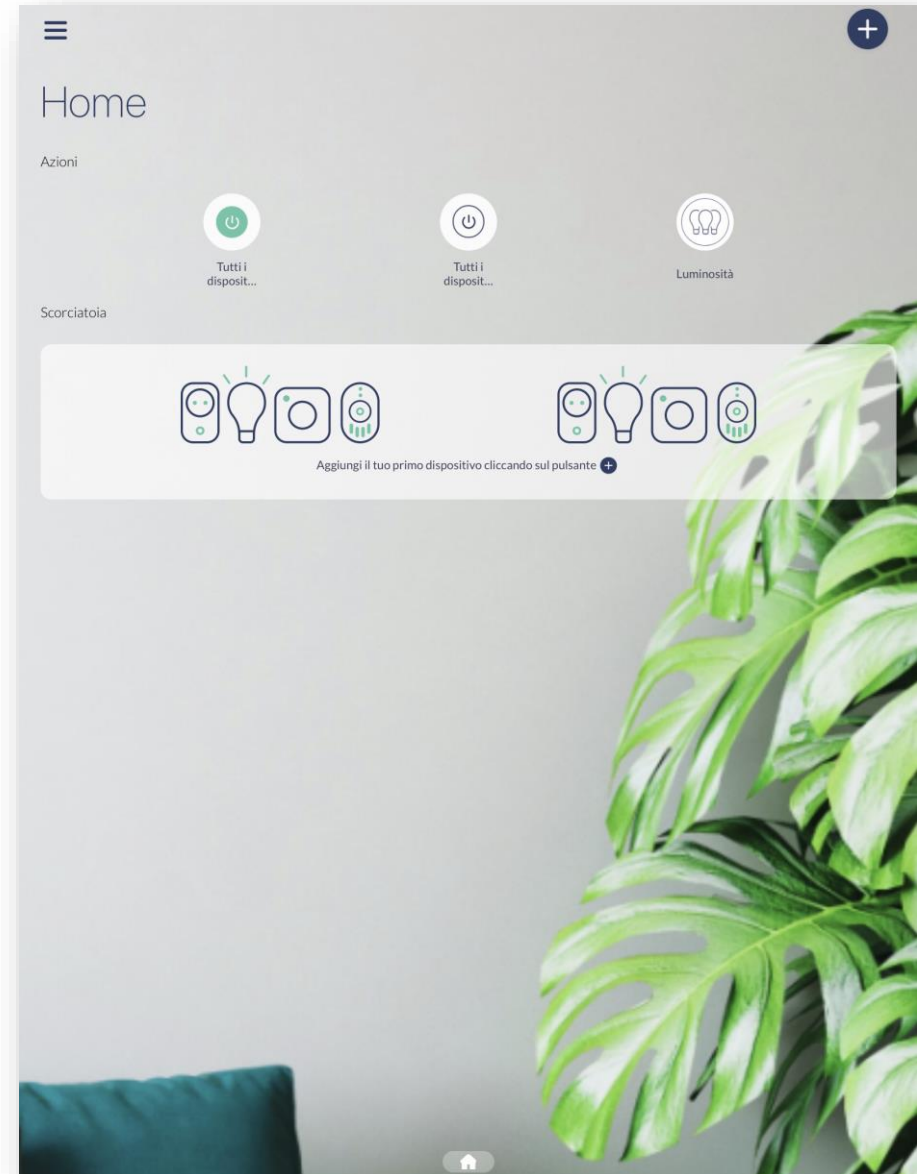 Home
Azioni
Tutti i
disposit...
Tutti i
disposit...
Luminosità
Scorciatoia
Aggiungi il tuo primo dispositivo cliccando sul pulsante